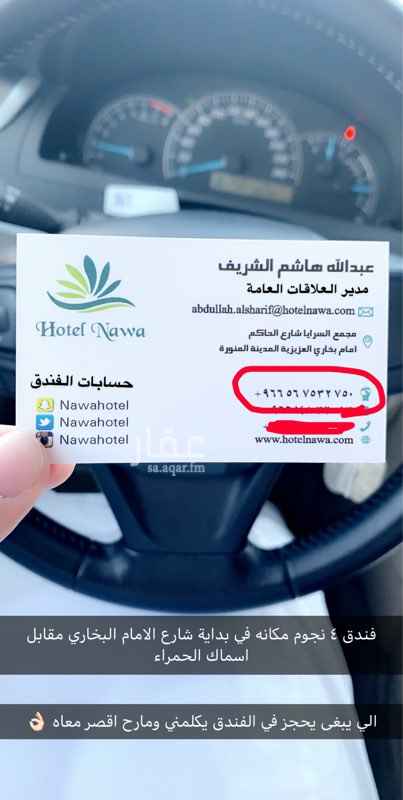 عبدالله هاشم الشريف
مدير العلاقات العامة
abdullah.alsharif@hotelnawa.com
Hotel Nawa
مجمع السرايا شارع الحاكم
امام بخاري العزيزية المدينة المنورة
حسابات الفندق
+٩٦٦ ٥٦ ٧٥٣٢ ٧٥٠
Nawahotel
Nawahotel
Nawahotel
www.hotelnawa.com
عقار
sa.aqar.fm
فندق ٤ نجوم مكانه في بداية شارع الامام البخاري مقابل
اسماك الحمراء
الي يبغى يحجز في الفندق يكلمني ومارح اقصر معاه 👌🏻